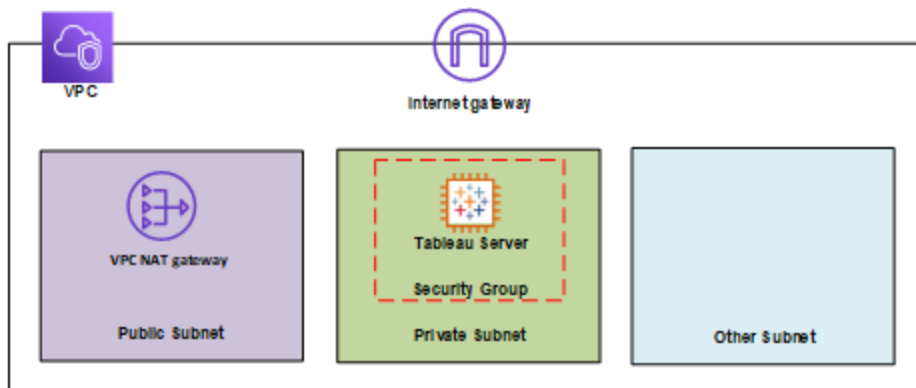 VPC
Internet gateway
VPC NAT gateway
Public Subnet
Tableau Server
Security Group
Private Subnet
Other Subnet